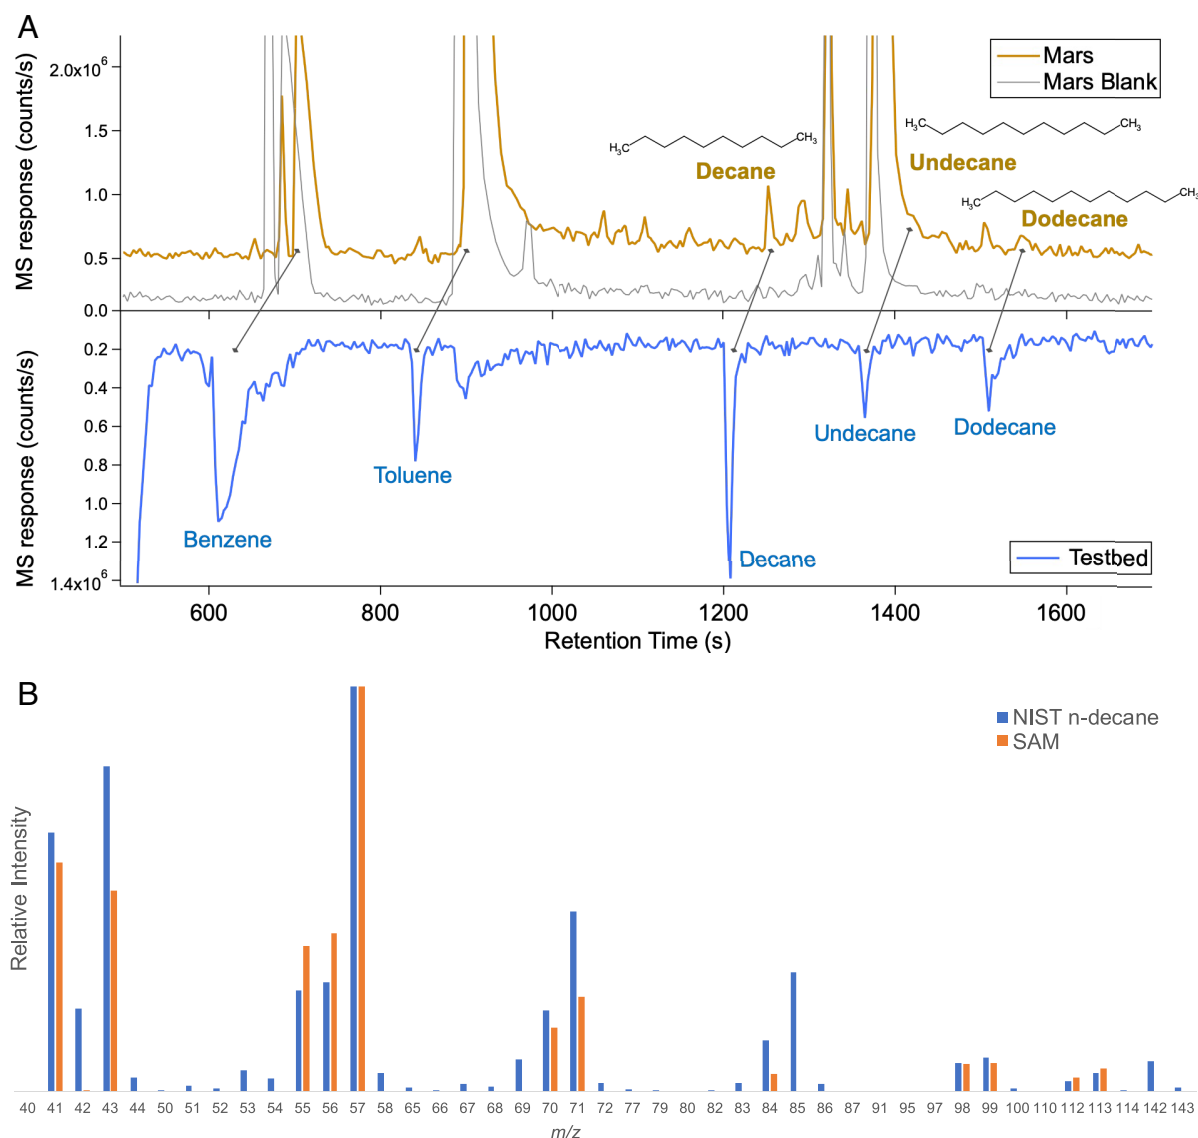 A
MS response (counts/s)
2.0x10⁶
1.5
1.0
0.5
0.0
Mars
Mars Blank
H₃C
CH₃
Decane
H₃C
CH₃
Undecane
H₃C
CH₃
Dodecane
MS response (counts/s)
0.2
0.4
0.6
0.8
1.0
1.2
1.4x10⁶
Benzene
Toluene
Decane
Undecane
Dodecane
Testbed
600 800 1000 1200 1400 1600
Retention Time (s)
B
NIST n-decane
SAM
Relative Intensity
40 41 42 43 44 50 51 52 53 54 55 56 57 58 65 66 67 68 69 70 71 72 77 79 80 82 83 84 85 86 87 91 95 97 98 99 100 110 112 113 114 142 143
m/z